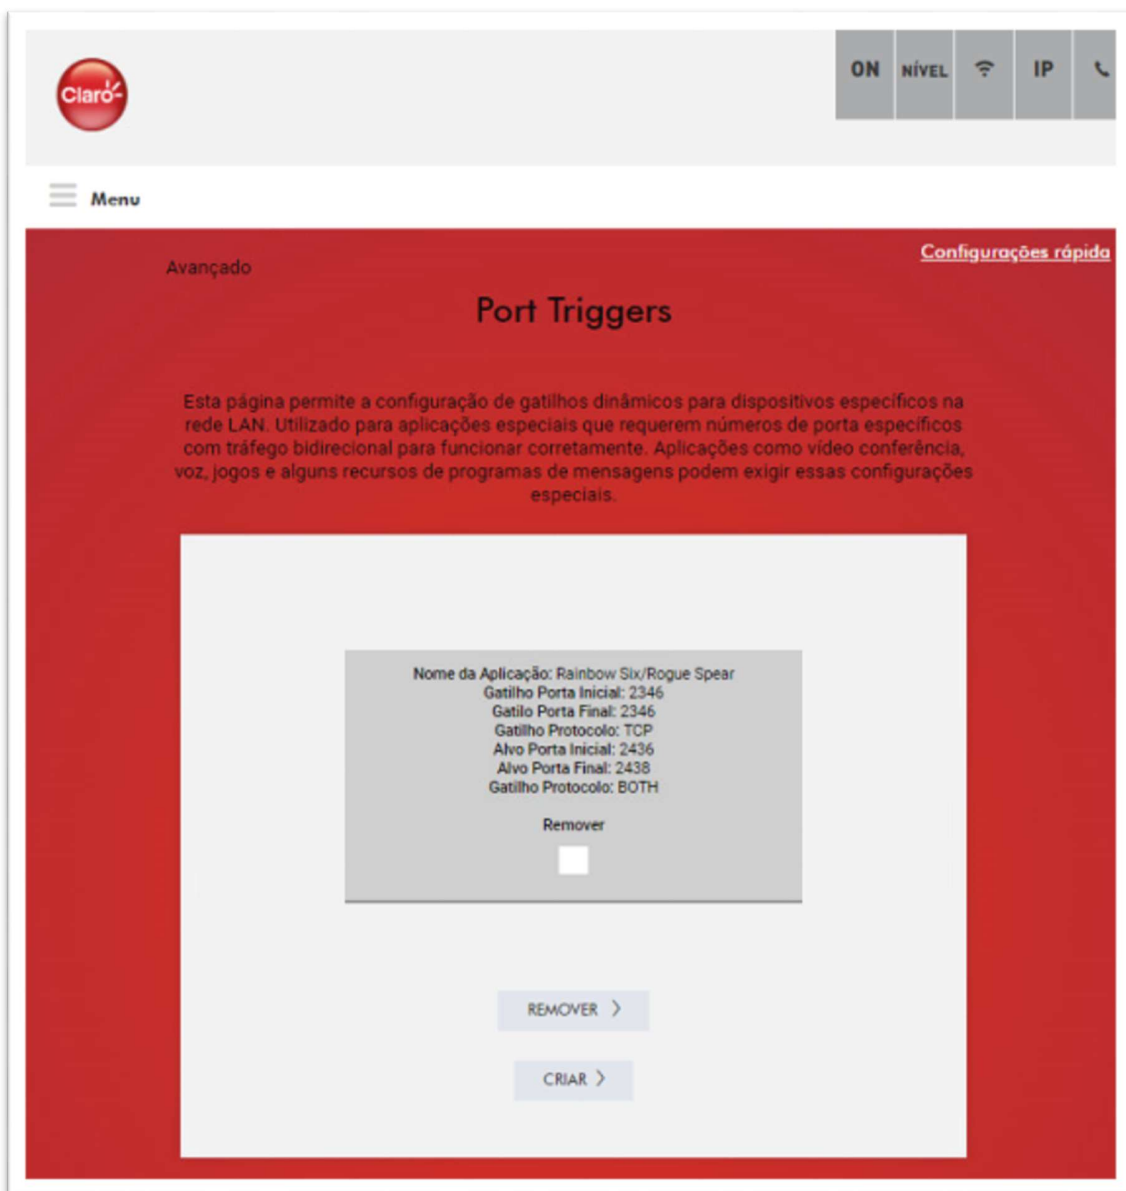 Claro
ON NÍVEL IP
Menu
Configurações rápida
Avançado
Port Triggers
Esta página permite a configuração de gatilhos dinâmicos para dispositivos específicos na
rede LAN. Utilizado para aplicações especiais que requerem números de porta específicos
com tráfego bidirecional para funcionar corretamente. Aplicações como vídeo conferência,
voz, jogos e alguns recursos de programas de mensagens podem exigir essas configurações
especiais.
Nome da Aplicação: Rainbow Six/Rogue Spear
Gatilho Porta Inicial: 2346
Gatilo Porta Final: 2346
Gatilho Protocolo: TCP
Alvo Porta Inicial: 2436
Alvo Porta Final: 2438
Gatilho Protocolo: BOTH
Remover
REMOVER
CRIAR